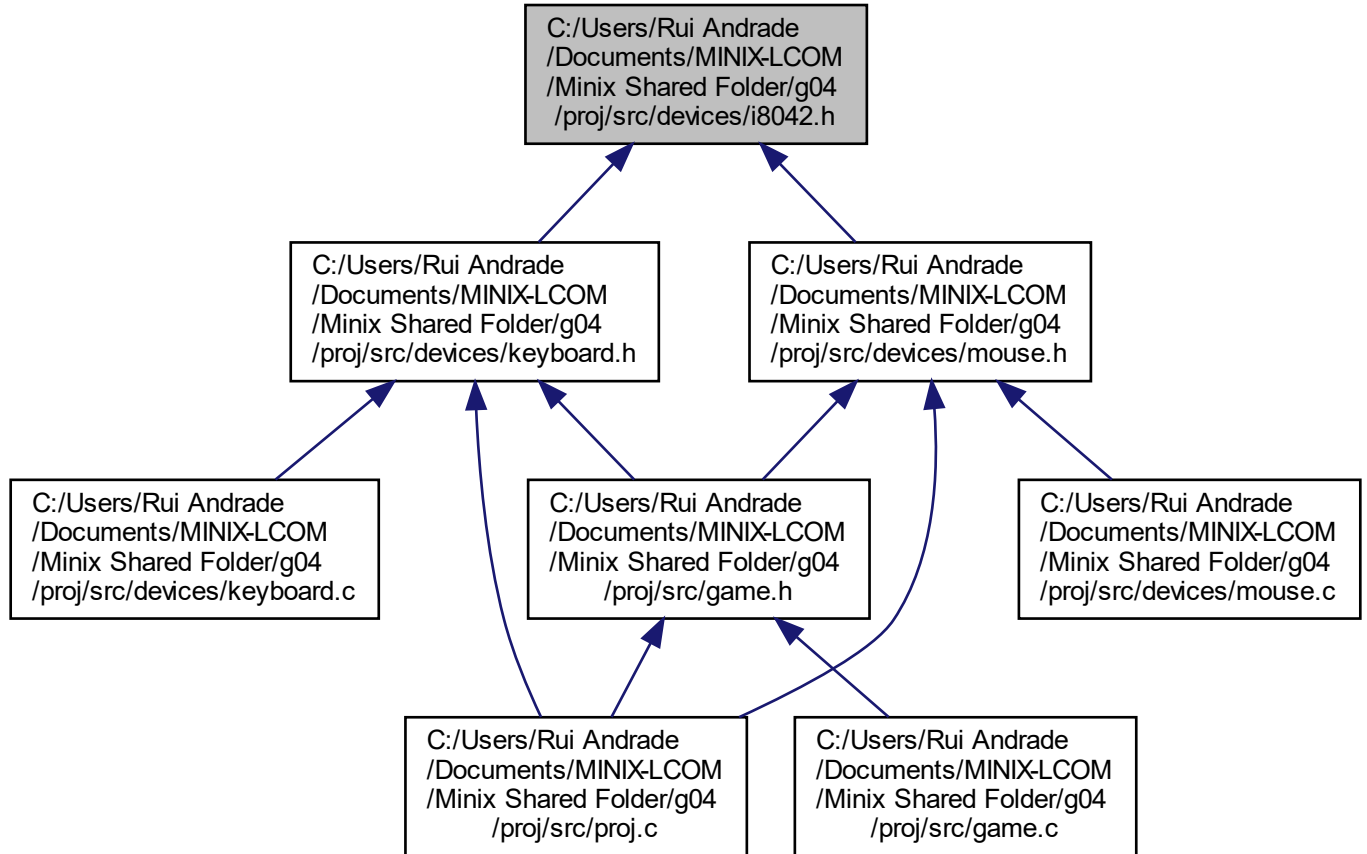 C:/Users/Rui Andrade
/Documents/MINIX-LCOM
/Minix Shared Folder/g04
/proj/src/devices/i8042.h
C:/Users/Rui Andrade
/Documents/MINIX-LCOM
/Minix Shared Folder/g04
/proj/src/devices/keyboard.h
C:/Users/Rui Andrade
/Documents/MINIX-LCOM
/Minix Shared Folder/g04
/proj/src/devices/mouse.h
C:/Users/Rui Andrade
/Documents/MINIX-LCOM
/Minix Shared Folder/g04
/proj/src/devices/keyboard.c
C:/Users/Rui Andrade
/Documents/MINIX-LCOM
/Minix Shared Folder/g04
/proj/src/game.h
C:/Users/Rui Andrade
/Documents/MINIX-LCOM
/Minix Shared Folder/g04
/proj/src/devices/mouse.c
C:/Users/Rui Andrade
/Documents/MINIX-LCOM
/Minix Shared Folder/g04
/proj/src/proj.c
C:/Users/Rui Andrade
/Documents/MINIX-LCOM
/Minix Shared Folder/g04
/proj/src/game.c